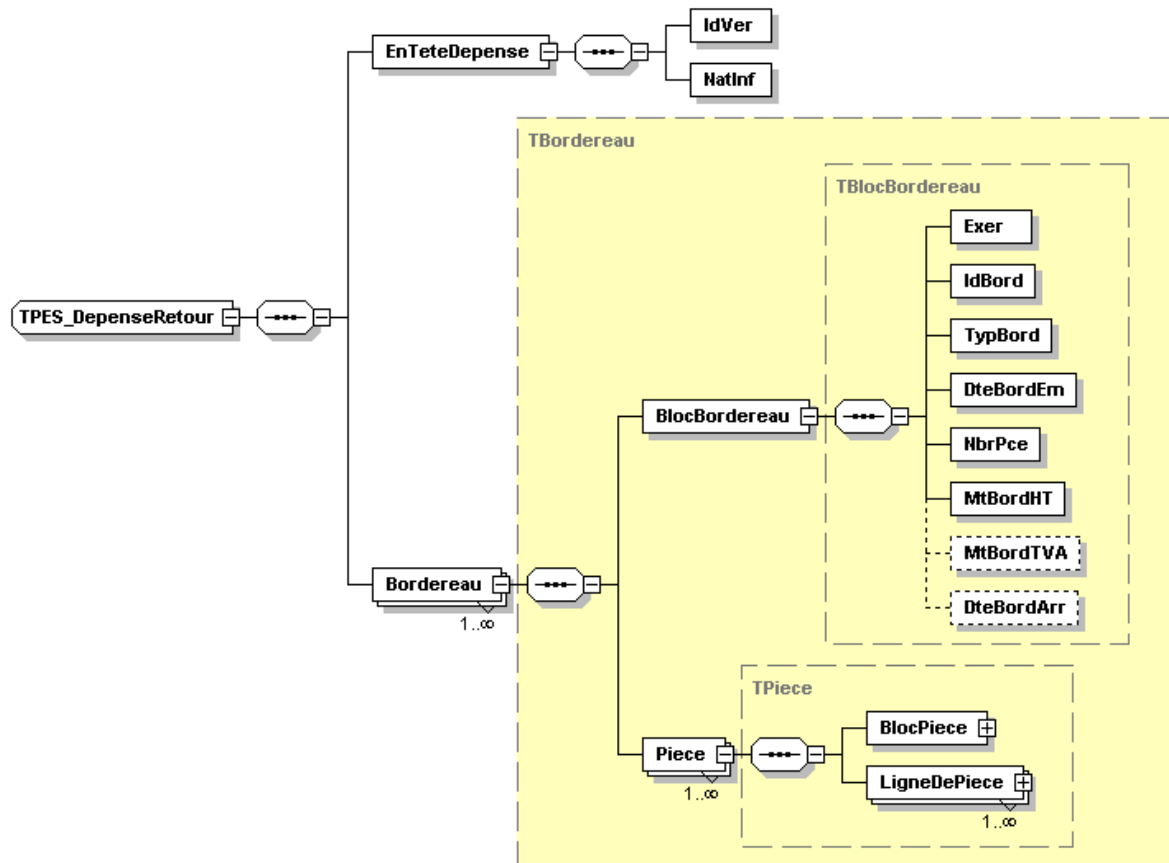 EnTeteDepense
IdVer
NatInf
TBordereau
TBlocBordereau
Exer
IdBord
TypBord
DteBordEm
NbrPce
MtBordHT
MtBordTVA
DteBordArr
TPES_DepenseRetour
BlocBordereau
Bordereau
1..∞
TPiece
BlocPiece
Piece
1..∞
LigneDePiece
1..∞